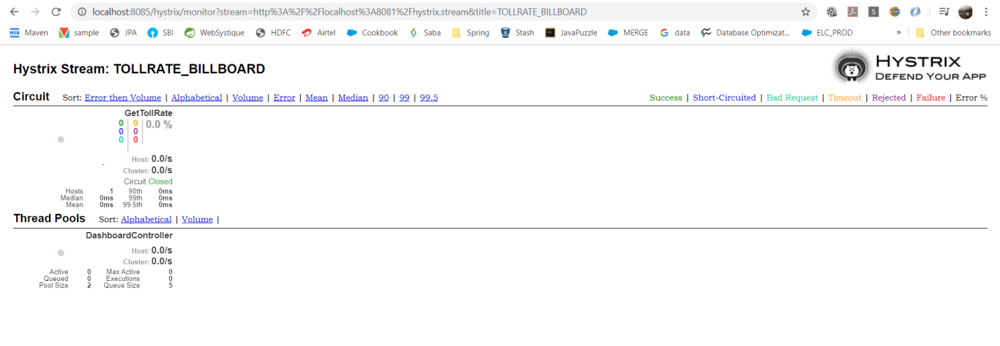 localhost:8085/hystrix/monitor?stream=http%3A%2F%2Flocalhost%3A8081%2Fhystrix.stream&title=TOLLRATE_BILLBOARD
Maven sample JPA SBI WebSystique HDFC Airtel Cookbook Saba Spring Stash JavaPuzzle MERGE data Database Optimizat... ELC_PROD » Other bookmarks
Hystrix Stream: TOLLRATE_BILLBOARD
HYSTRIX
DEFEND YOUR APP
Circuit Sort: Error then Volume | Alphabetical | Volume | Error | Mean | Median | 90 | 99 | 99.5 Success | Short-Circuited | Bad Request | Timeout | Rejected | Failure | Error %
GetTollRate
0 0 0.0 %
0 0
0 0
Host: 0.0/s
- Cluster: 0.0/s
Circuit Closed
Hosts 1 90th 0ms
Median 0ms 99th 0ms
Mean 0ms 99.5th 0ms
Thread Pools Sort: Alphabetical | Volume |
DashboardController
Host: 0.0/s
Cluster: 0.0/s
Active 0 Max Active 0
Queued 0 Executions 0
Pool Size 2 Queue Size 5